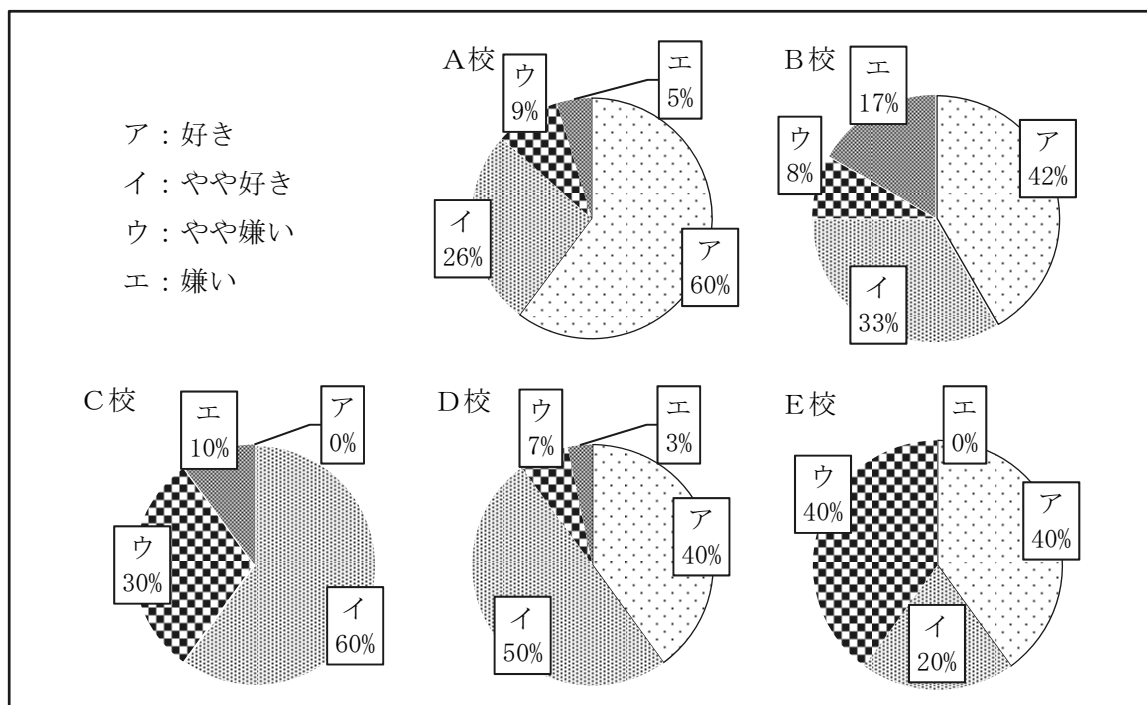 ア：好き
イ：やや好き
ウ：やや嫌い
エ：嫌い
A校
ウ
9%
エ
5%
イ
26%
ア
60%
B校
エ
17%
ウ
8%
ア
42%
イ
33%
C校
エ
10%
ア
0%
ウ
30%
イ
60%
D校
ウ
7%
エ
3%
ア
40%
イ
50%
E校
エ
0%
ウ
40%
ア
40%
イ
20%